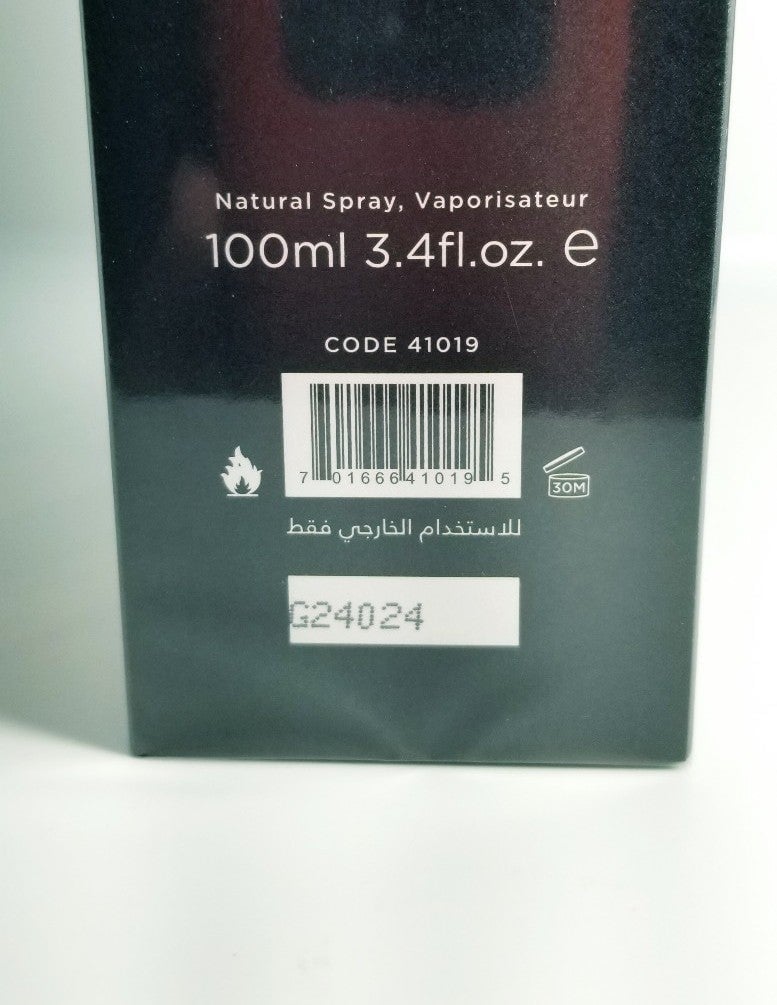 Natural Spray, Vaporisateur
100ml 3.4fl.oz. e
CODE 41019
7 01666 41019 5
30M
للاستخدام الخارجي فقط
G24024